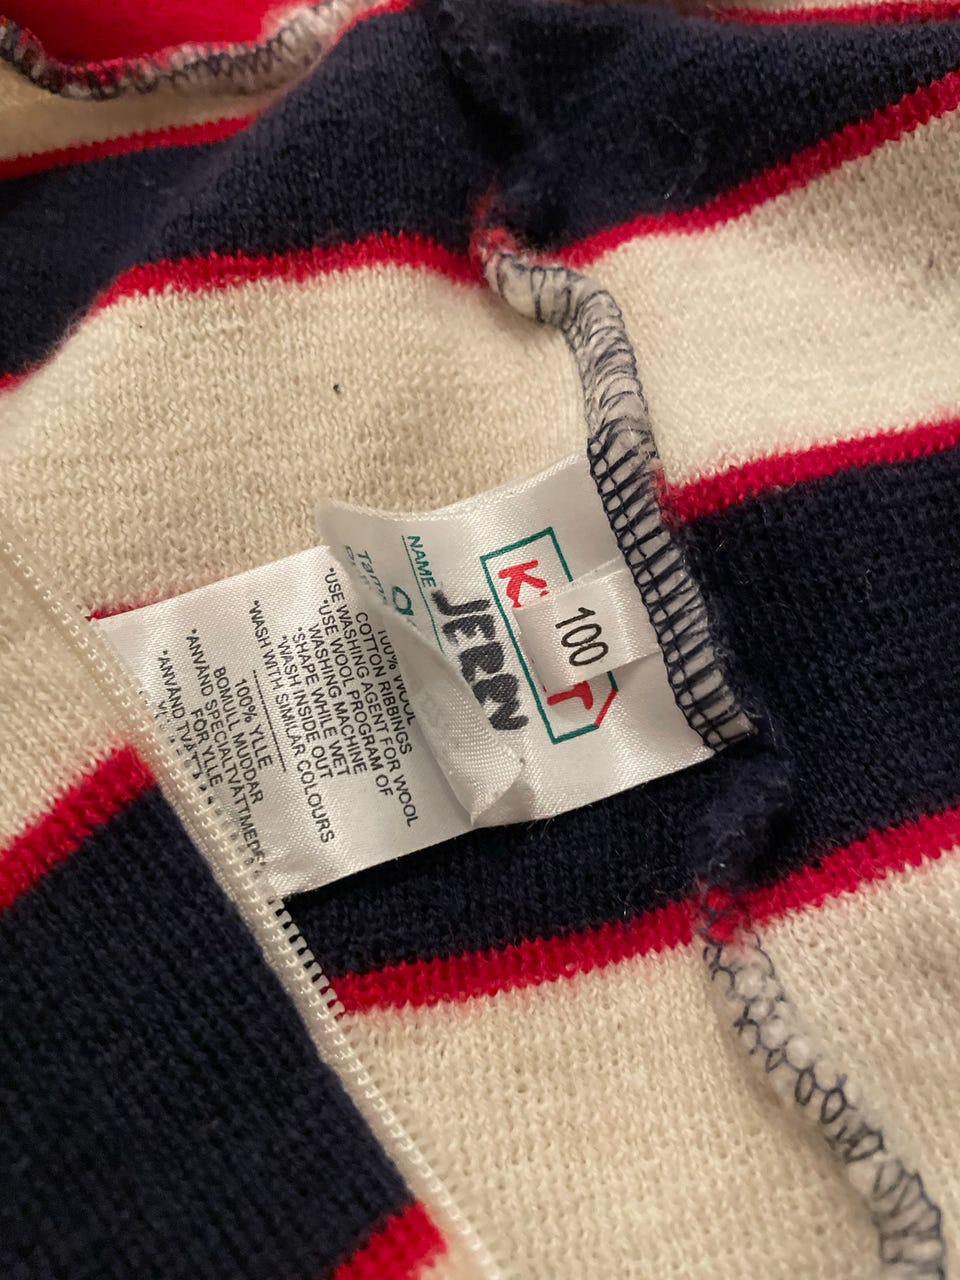 100
NAME
JERN
100% WOOL
COTTON RIBBINGS
*USE WASHING AGENT FOR WOOL
*USE WOOL PROGRAM OF
WASHING MACHINE
*SHAPE WHILE WET
*WASH INSIDE OUT
*WASH WITH SIMILAR COLOURS
100% YLLE
BOMULL MUDDAR
*ANVÄND SPECIALTVÄTTMEDEL
FÖR YLLE
*ANVÄND